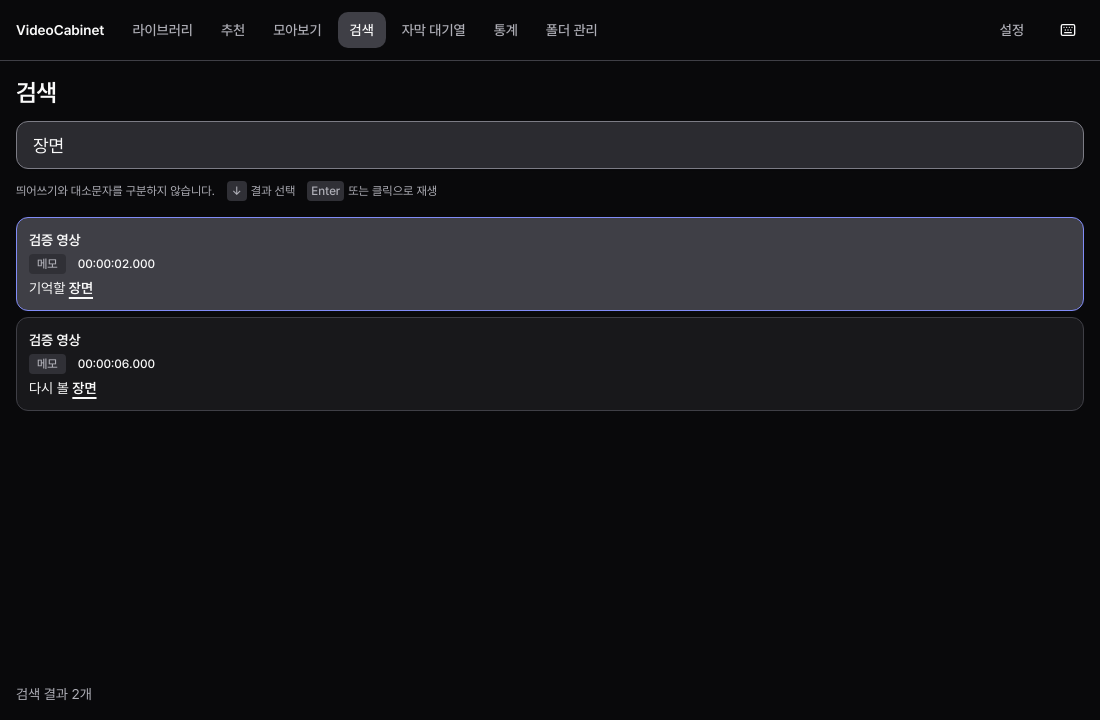 VideoCabinet 라이브러리 추천 모아보기 검색 자막 대기열 통계 폴더 관리 설정
검색
장면
띄어쓰기와 대소문자를 구분하지 않습니다. ↓ 결과 선택 Enter 또는 클릭으로 재생
검증 영상
메모 00:00:02.000
기억할 장면
검증 영상
메모 00:00:06.000
다시 볼 장면
검색 결과 2개